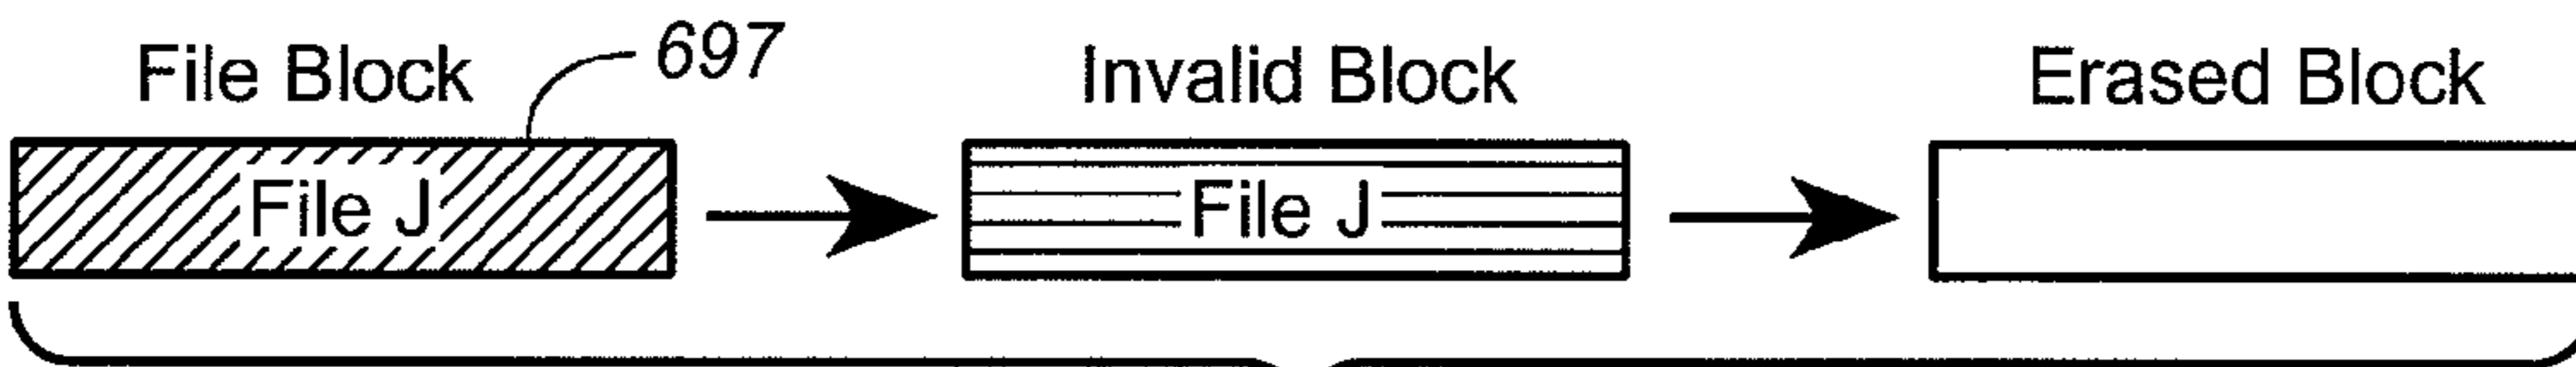 File Block 697 Invalid Block Erased Block
File J File J